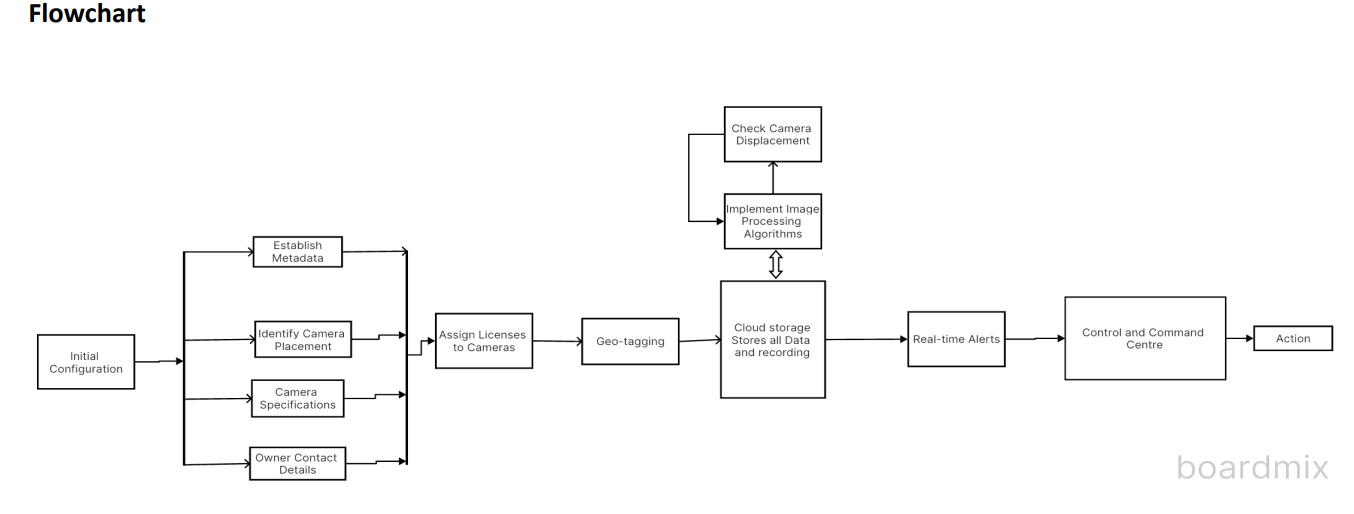 Flowchart
Check Camera
Displacement
Implement Image
Processing
Algorithms
Establish
Metadata
Identify Camera
Placement
Camera
Specifications
Owner Contact
Details
Initial
Configuration
Assign Licenses
to Cameras
Geo-tagging
Cloud storage
Stores all Data
and recording
Real-time Alerts
Control and Command
Centre
Action
boardmix